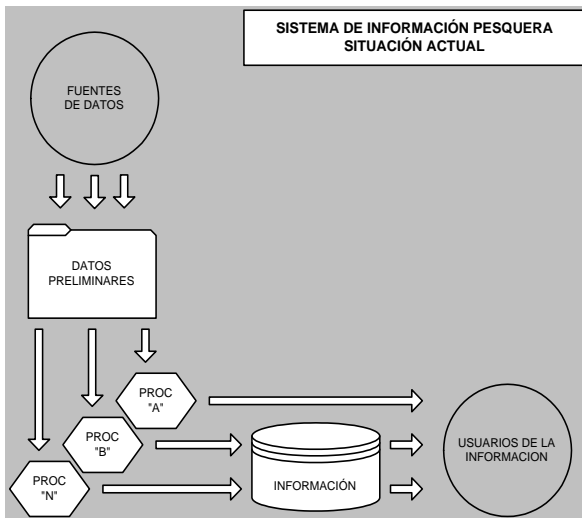 SISTEMA DE INFORMACIÓN PESQUERA
SITUACIÓN ACTUAL
FUENTES
DE DATOS
DATOS
PRELIMINARES
PROC
"A"
PROC
"B"
PROC
"N"
INFORMACIÓN
USUARIOS DE LA
INFORMACION